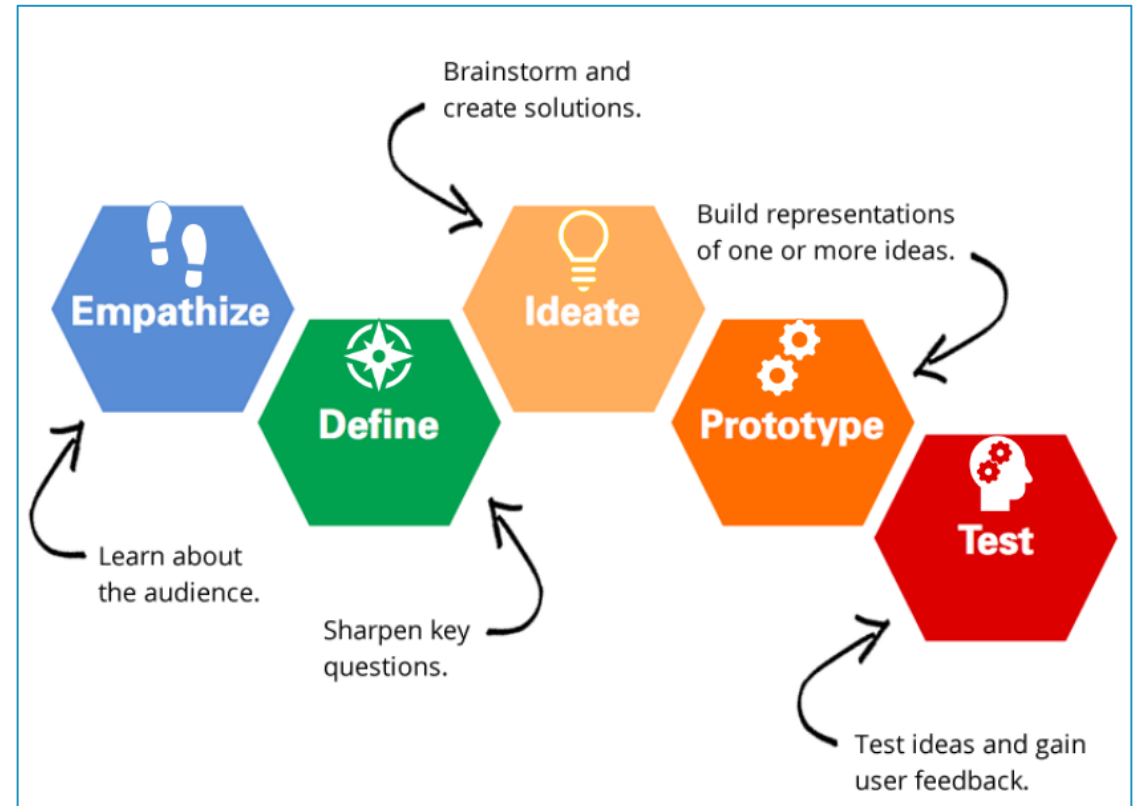 Brainstorm and
create solutions.
Build representations
of one or more ideas.
Empathize
Ideate
Define
Prototype
Test
Learn about
the audience.
Sharpen key
questions.
Test ideas and gain
user feedback.